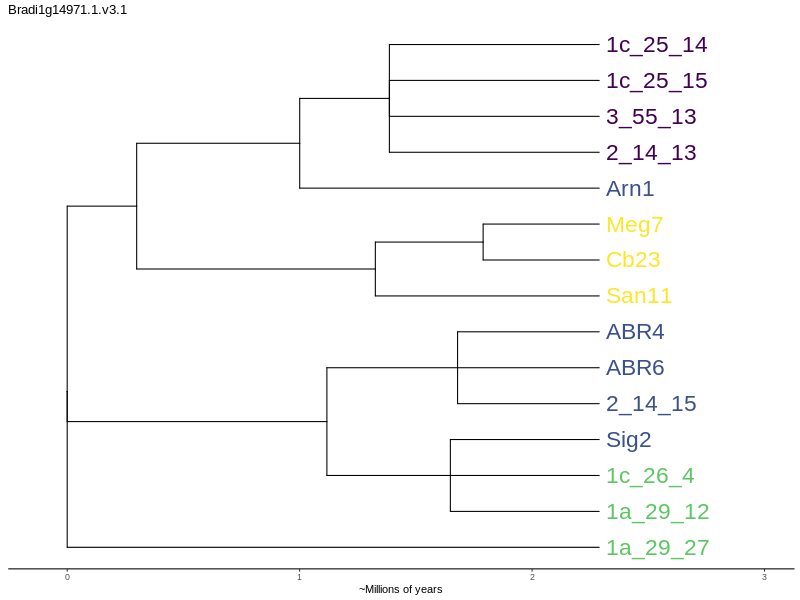 Bradi1g14971.1.v3.1
1c_25_14
1c_25_15
3_55_13
2_14_13
Arn1
Meg7
Cb23
San11
ABR4
ABR6
2_14_15
Sig2
1c_26_4
1a_29_12
1a_29_27
0 1 2 3
~Millions of years